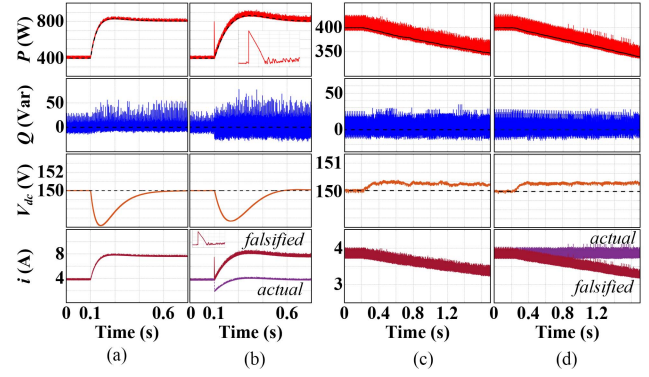 P (W)
800
400
400
350
Q (Var)
50
0
50
0
V_dc (V)
152
150
151
150
i (A)
8
4
falsified
actual
4
3
actual
falsified
0 0.1 0.6 0 0.1 0.6 0 0.4 0.8 1.2 0 0.4 0.8 1.2
Time (s) Time (s) Time (s) Time (s)
(a) (b) (c) (d)